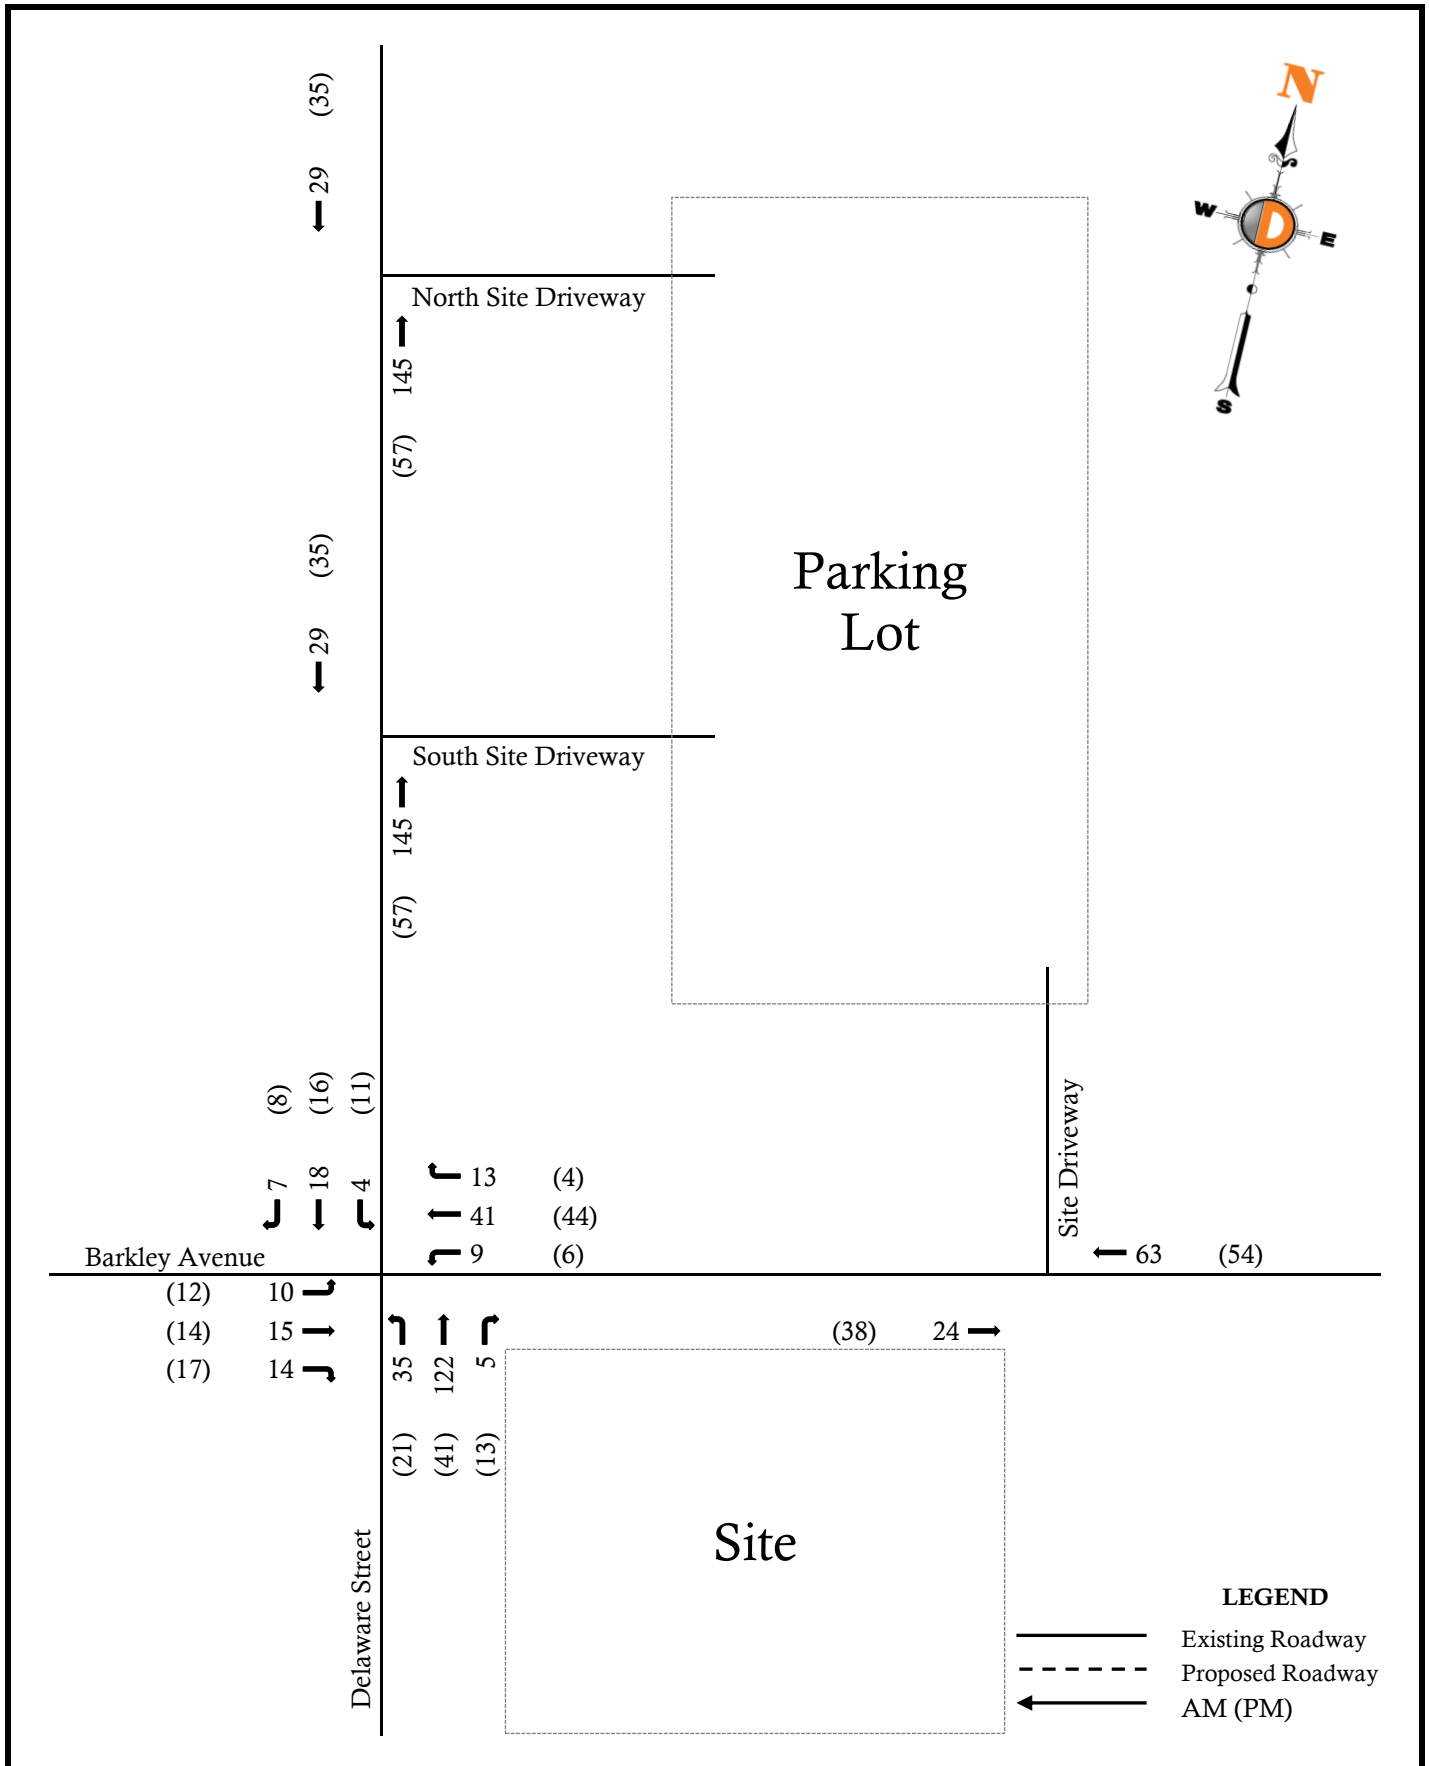 N
W
E
S
(35)
29
North Site Driveway
145
(57)
(35)
29
Parking
Lot
South Site Driveway
145
(57)
(8) (16) (11)
7 18 4
13 (4)
41 (44)
9 (6)
Site Driveway
63 (54)
Barkley Avenue
(12) 10
(14) 15
(17) 14
35 122 5
(21) (41) (13)
(38) 24
Site
Delaware Street
LEGEND
Existing Roadway
Proposed Roadway
AM (PM)